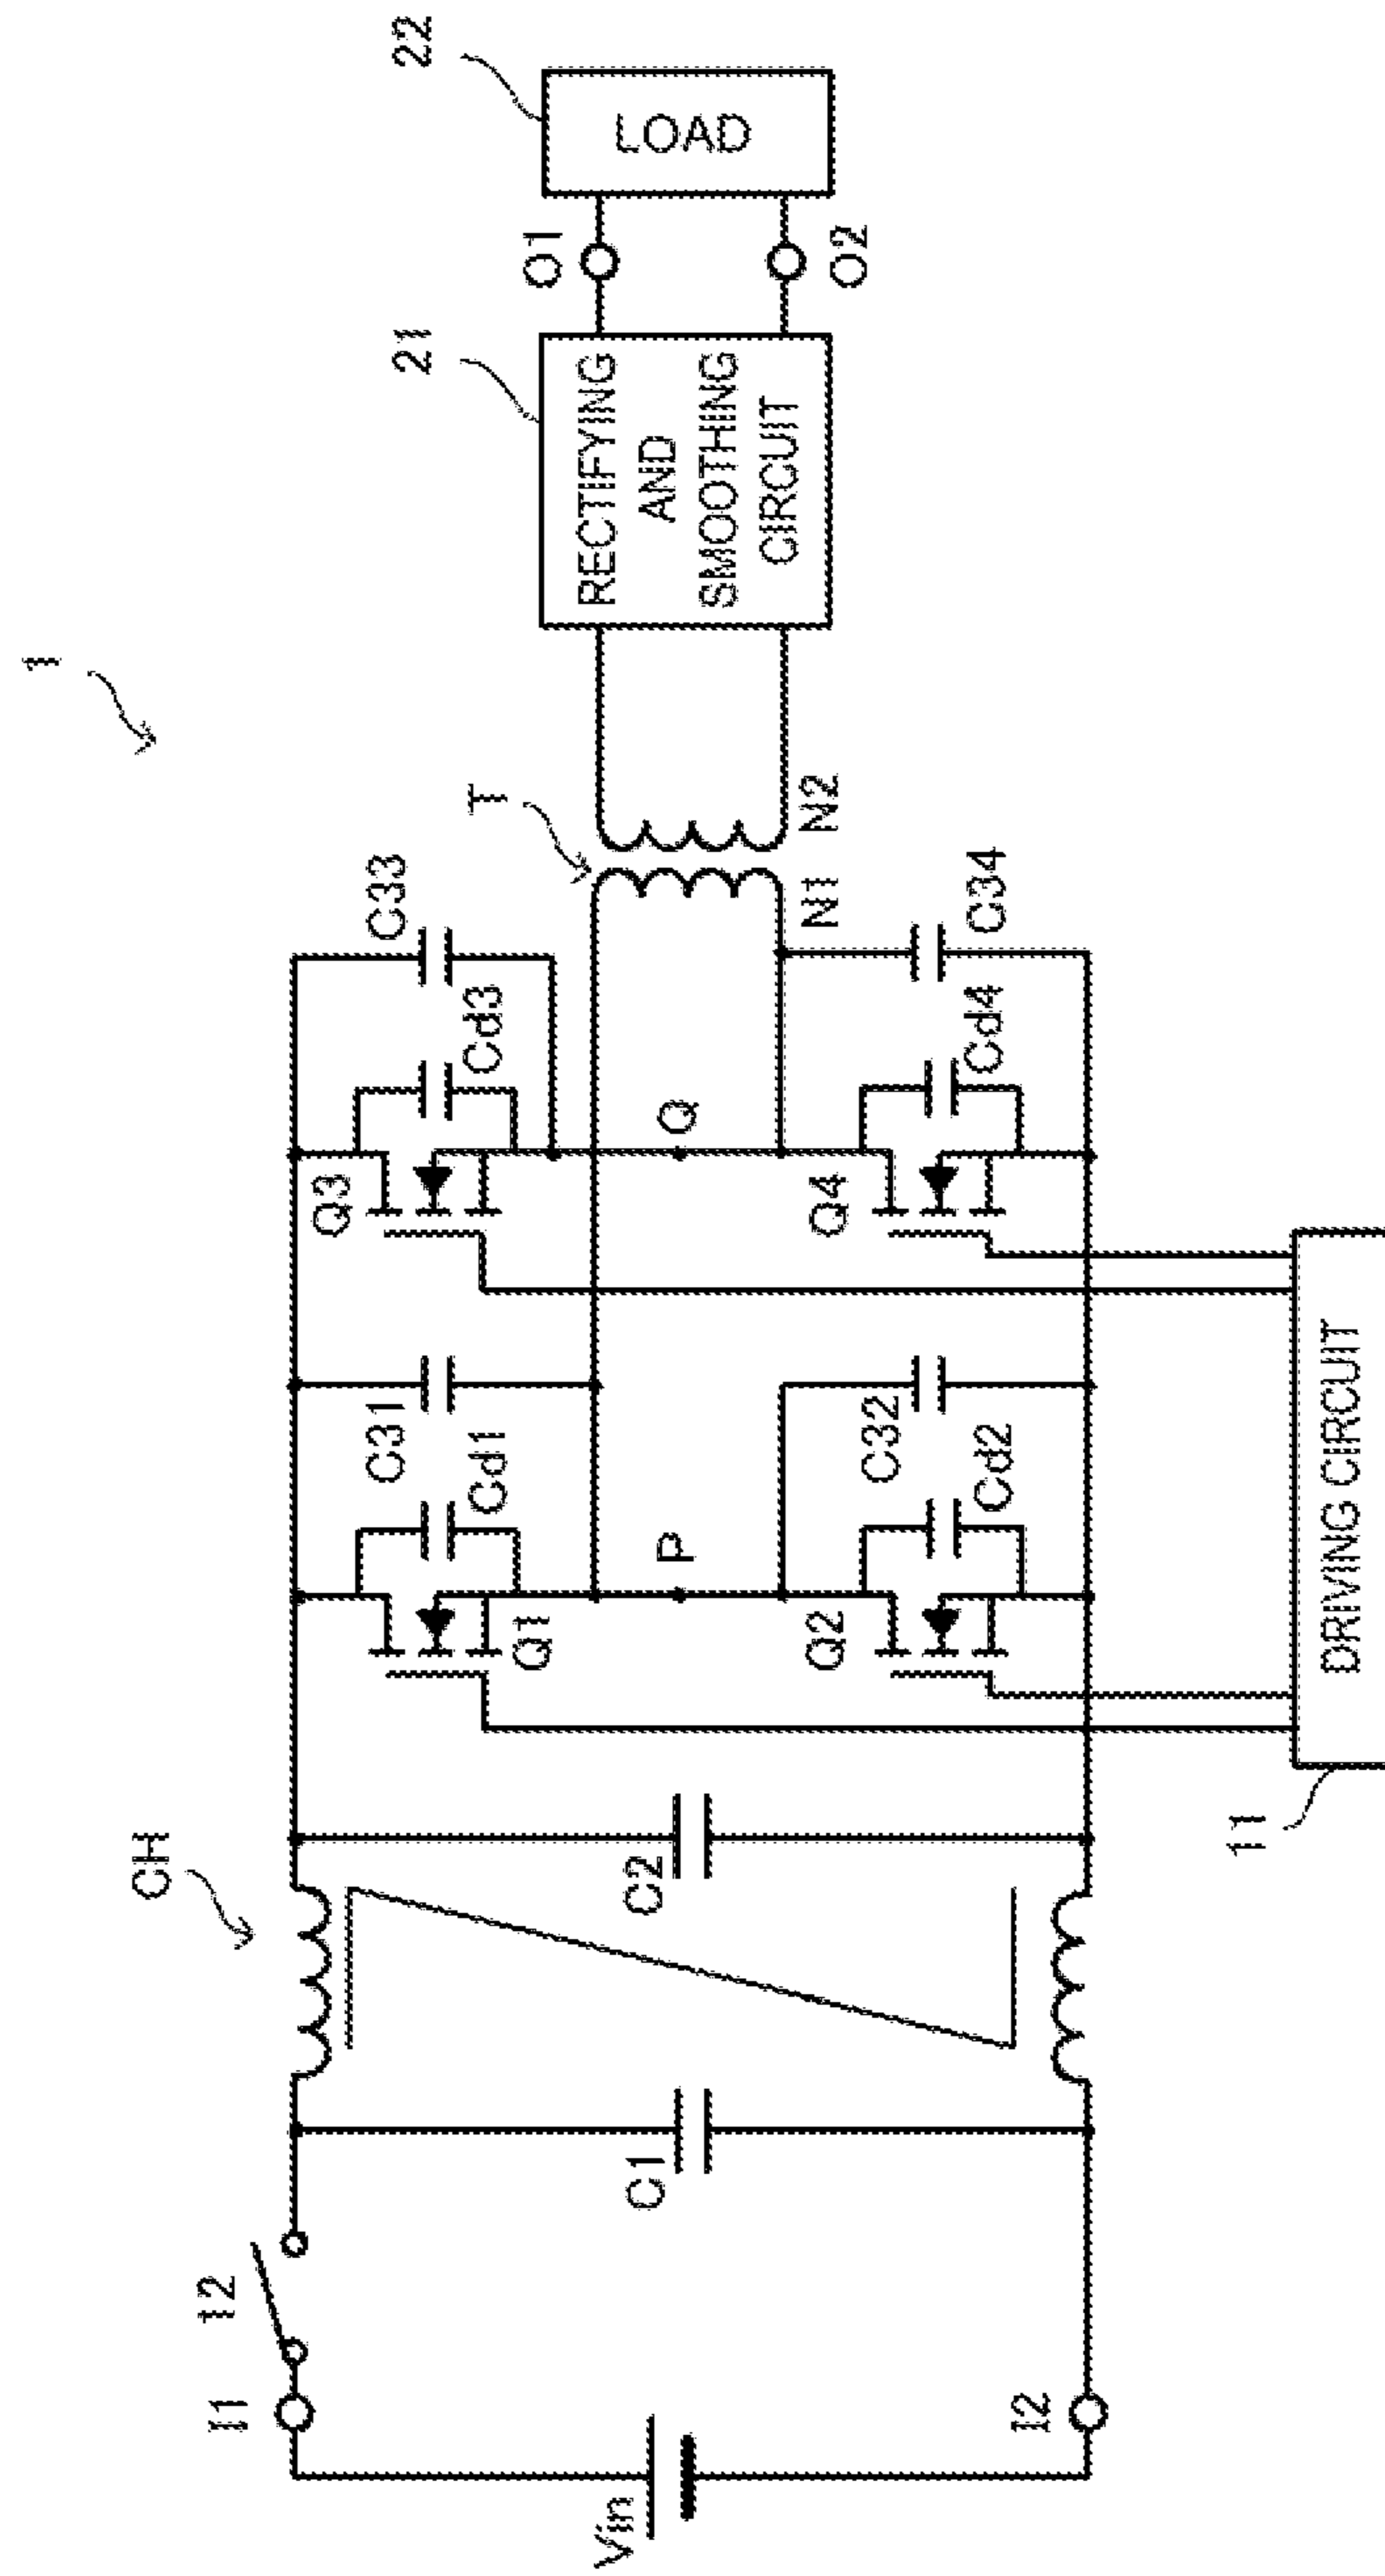 1
CH
I1
12
Vin
I2
C1
C2
Q1
Cd1
C31
P
Q2
Cd2
C32
Q3
Cd3
C33
Q
Q4
Cd4
C34
T
N1
N2
21
RECTIFYING
AND
SMOOTHING
CIRCUIT
O1
O2
22
LOAD
11
DRIVING CIRCUIT